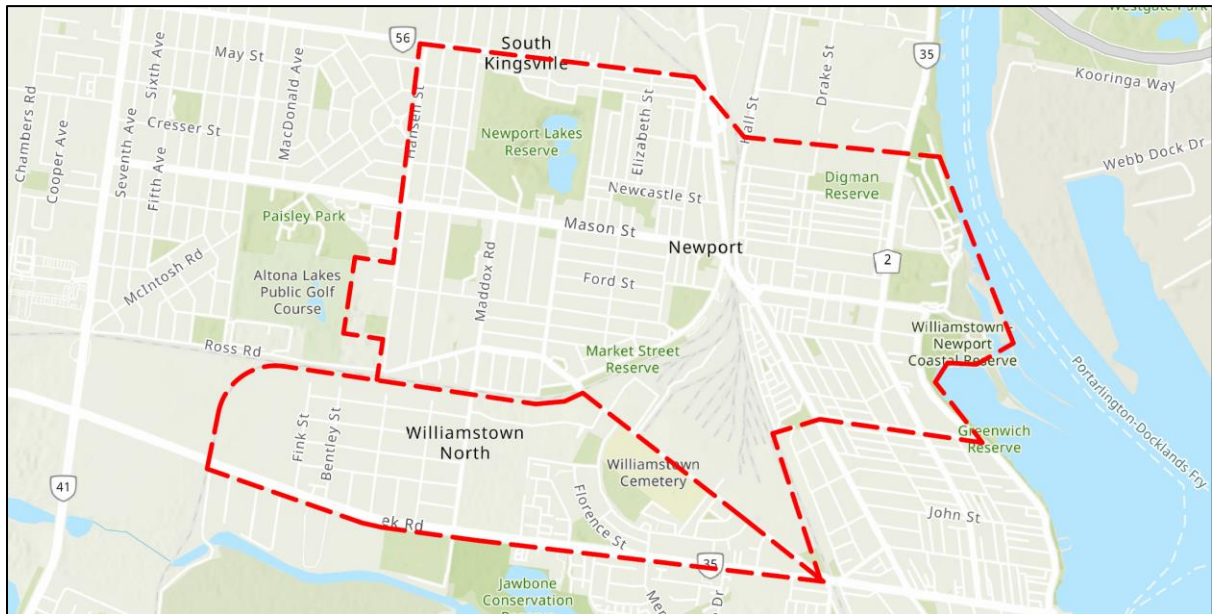 Westgate Park
56
South
Kingsville
May St
Sixth Ave
MacDonald Ave
35
Drake St
Kooringa Way
Chambers Rd
Cooper Ave
Seventh Ave
Fifth Ave
Cresser St
Hansen St
Newport Lakes
Reserve
Elizabeth St
Hall St
Webb Dock Dr
Digman
Reserve
Newcastle St
Paisley Park
Mason St
Newport
2
McIntosh Rd
Altona Lakes
Public Golf
Course
Maddox Rd
Ford St
Williamstown -
Newport
Coastal Reserve
Ross Rd
Market Street
Reserve
Portarlington-Docklands Fry
Fink St
Bentley St
Williamstown
North
Greenwich
Reserve
Williamstown
Cemetery
41
Florence St
John St
ek Rd
35
Jawbone
Conservation
Dr